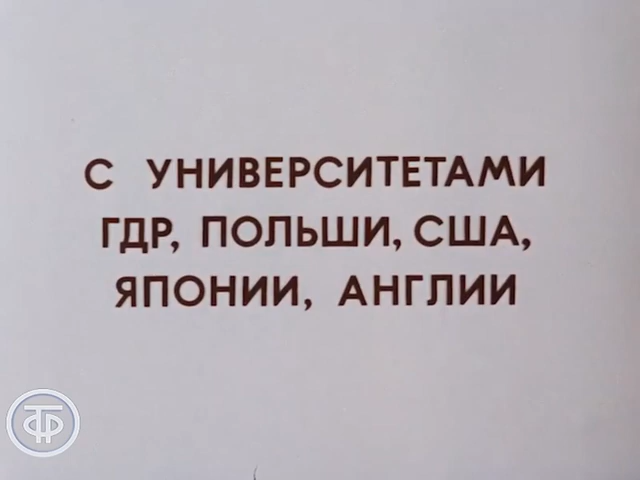 С УНИВЕРСИТЕТАМИ
ГДР, ПОЛЬШИ, США,
ЯПОНИИ, АНГЛИИ